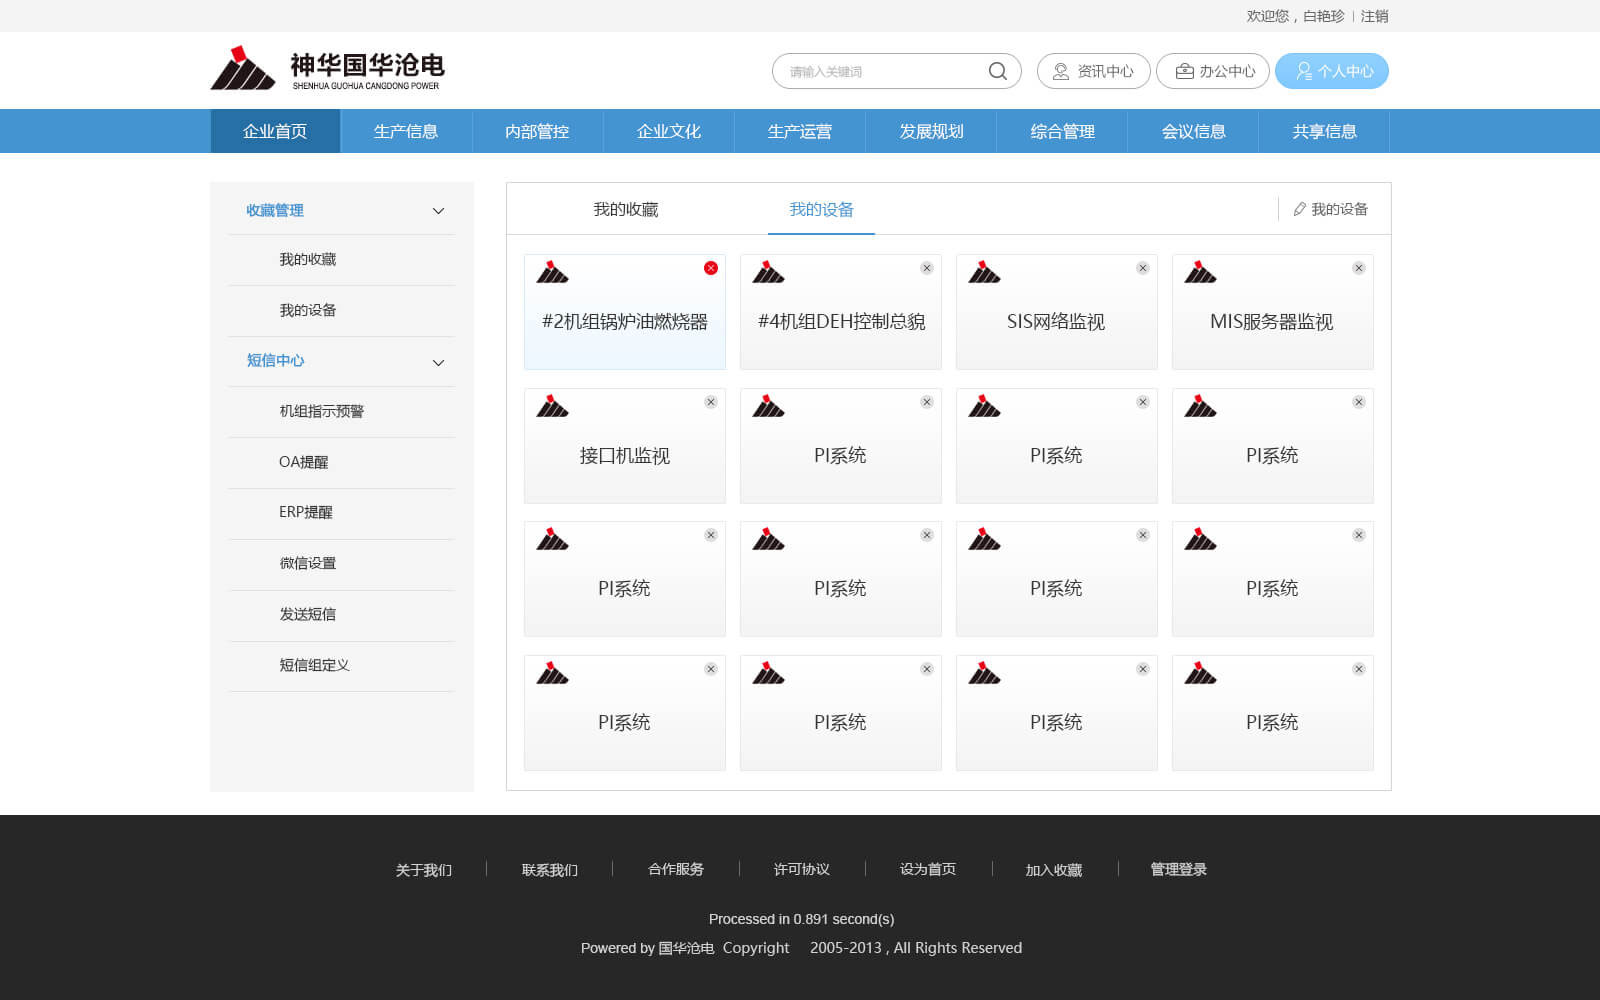 欢迎您，白艳珍 | 注销
神华国华沧电
SHENHUA GUOHUA CANGDONG POWER
请输入关键词
资讯中心
办公中心
个人中心
企业首页 生产信息 内部管控 企业文化 生产运营 发展规划 综合管理 会议信息 共享信息
收藏管理
我的收藏
我的设备
短信中心
机组指示预警
OA提醒
ERP提醒
微信设置
发送短信
短信组定义
我的收藏 我的设备 我的设备
#2机组锅炉油燃烧器 #4机组DEH控制总貌 SIS网络监视 MIS服务器监视
接口机监视 PI系统 PI系统 PI系统
PI系统 PI系统 PI系统 PI系统
PI系统 PI系统 PI系统 PI系统
关于我们 | 联系我们 | 合作服务 | 许可协议 | 设为首页 | 加入收藏 | 管理登录
Processed in 0.891 second(s)
Powered by 国华沧电 Copyright 2005-2013 , All Rights Reserved